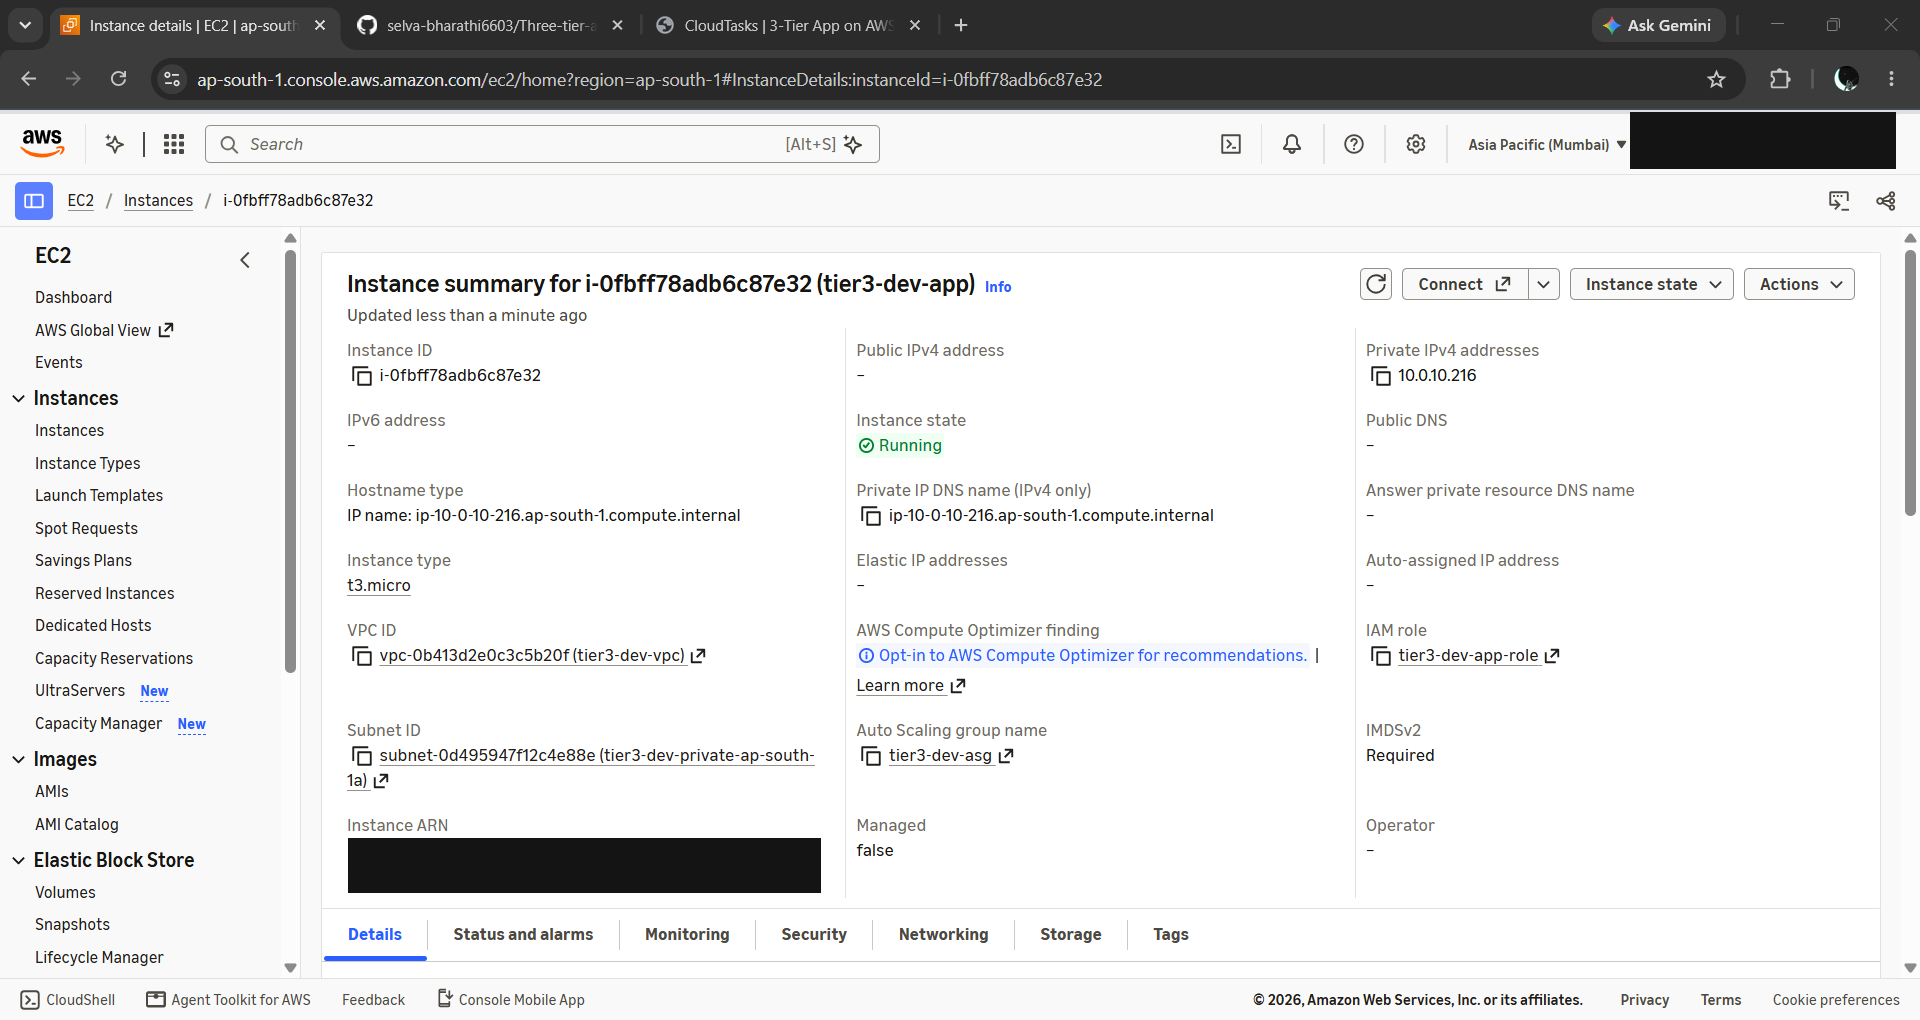 Instance details | EC2 | ap-south
selva-bharathi6603/Three-tier-a
CloudTasks | 3-Tier App on AWS
Ask Gemini
ap-south-1.console.aws.amazon.com/ec2/home?region=ap-south-1#InstanceDetails:instanceId=i-0fbff78adb6c87e32
aws
Search
[Alt+S]
Asia Pacific (Mumbai)
EC2 / Instances / i-0fbff78adb6c87e32
EC2
Dashboard
AWS Global View
Events
Instances
Instances
Instance Types
Launch Templates
Spot Requests
Savings Plans
Reserved Instances
Dedicated Hosts
Capacity Reservations
UltraServers New
Capacity Manager New
Images
AMIs
AMI Catalog
Elastic Block Store
Volumes
Snapshots
Lifecycle Manager
Instance summary for i-0fbff78adb6c87e32 (tier3-dev-app) Info
Updated less than a minute ago
Connect
Instance state
Actions
Instance ID
i-0fbff78adb6c87e32
Public IPv4 address
–
Private IPv4 addresses
10.0.10.216
IPv6 address
–
Instance state
Running
Public DNS
–
Hostname type
IP name: ip-10-0-10-216.ap-south-1.compute.internal
Private IP DNS name (IPv4 only)
ip-10-0-10-216.ap-south-1.compute.internal
Answer private resource DNS name
–
Instance type
t3.micro
Elastic IP addresses
–
Auto-assigned IP address
–
VPC ID
vpc-0b413d2e0c3c5b20f (tier3-dev-vpc)
AWS Compute Optimizer finding
Opt-in to AWS Compute Optimizer for recommendations. |
Learn more
IAM role
tier3-dev-app-role
Subnet ID
subnet-0d495947f12c4e88e (tier3-dev-private-ap-south-
1a)
Auto Scaling group name
tier3-dev-asg
IMDSv2
Required
Instance ARN
Managed
false
Operator
–
Details
Status and alarms
Monitoring
Security
Networking
Storage
Tags
CloudShell
Agent Toolkit for AWS
Feedback
Console Mobile App
© 2026, Amazon Web Services, Inc. or its affiliates.
Privacy
Terms
Cookie preferences